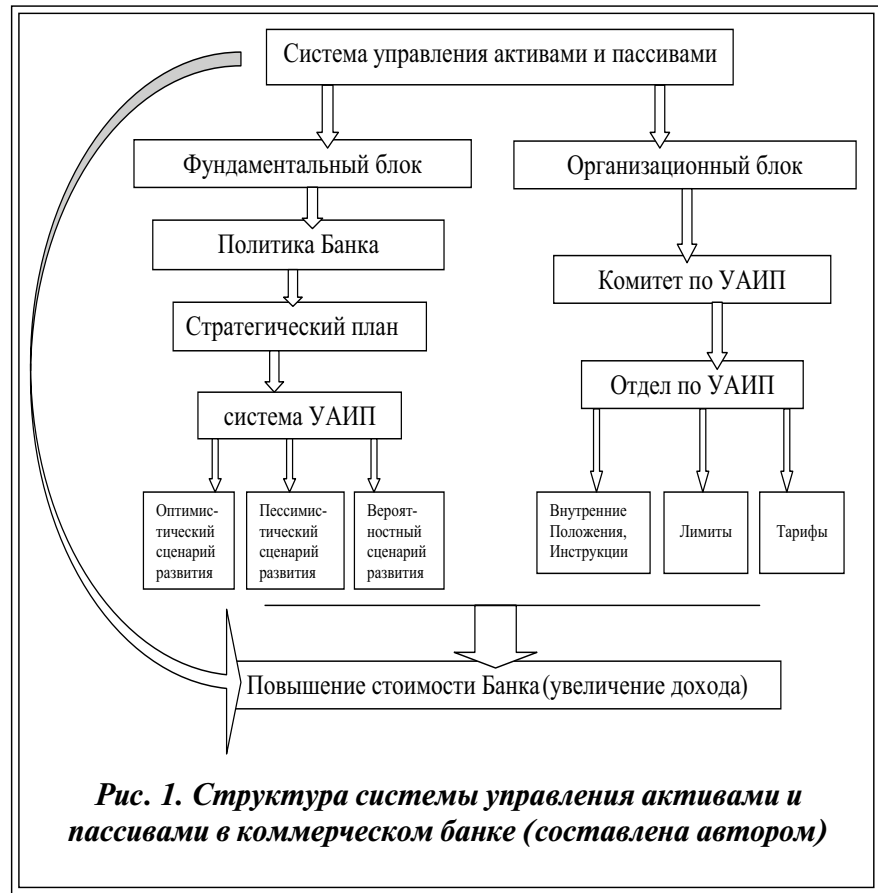 Система управления активами и пассивами
Фундаментальный блок
Организационный блок
Политика Банка
Комитет по УАИП
Стратегический план
Отдел по УАИП
система УАИП
Оптимис-
тический
сценарий
развития
Пессимис-
тический
сценарий
развития
Вероят-
ностный
сценарий
развития
Внутренние
Положения,
Инструкции
Лимиты
Тарифы
Повышение стоимости Банка (увеличение дохода)
Рис. 1. Структура системы управления активами и
пассивами в коммерческом банке (составлена автором)